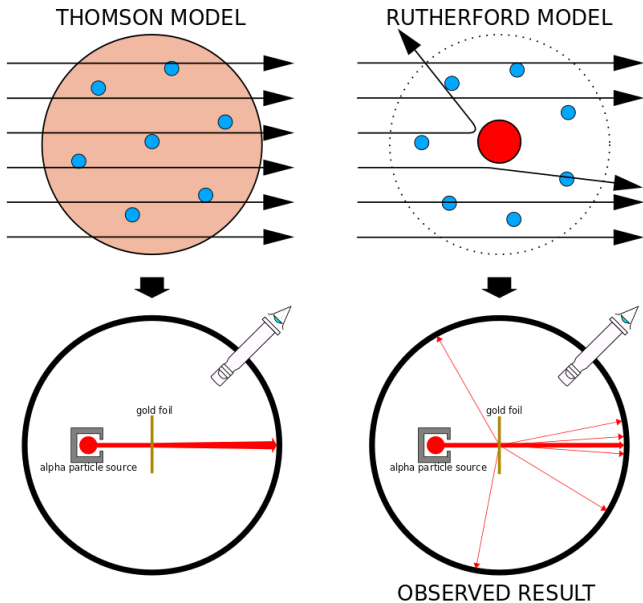 THOMSON MODEL
RUTHERFORD MODEL
gold foil
alpha particle source
gold foil
alpha particle source
OBSERVED RESULT